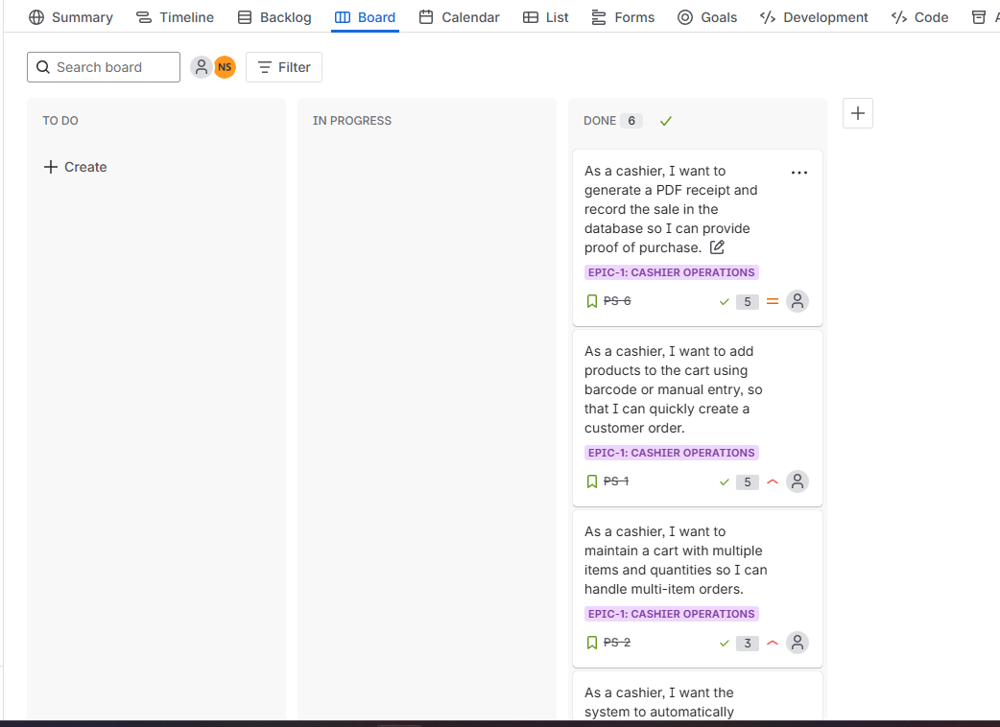 Summary Timeline Backlog Board Calendar List Forms Goals Development Code
Search board NS Filter
TO DO
Create
IN PROGRESS
DONE 6
As a cashier, I want to
generate a PDF receipt and
record the sale in the
database so I can provide
proof of purchase.
EPIC-1: CASHIER OPERATIONS
PS-6 5
As a cashier, I want to add
products to the cart using
barcode or manual entry, so
that I can quickly create a
customer order.
EPIC-1: CASHIER OPERATIONS
PS-1 5
As a cashier, I want to
maintain a cart with multiple
items and quantities so I can
handle multi-item orders.
EPIC-1: CASHIER OPERATIONS
PS-2 3
As a cashier, I want the
system to automatically